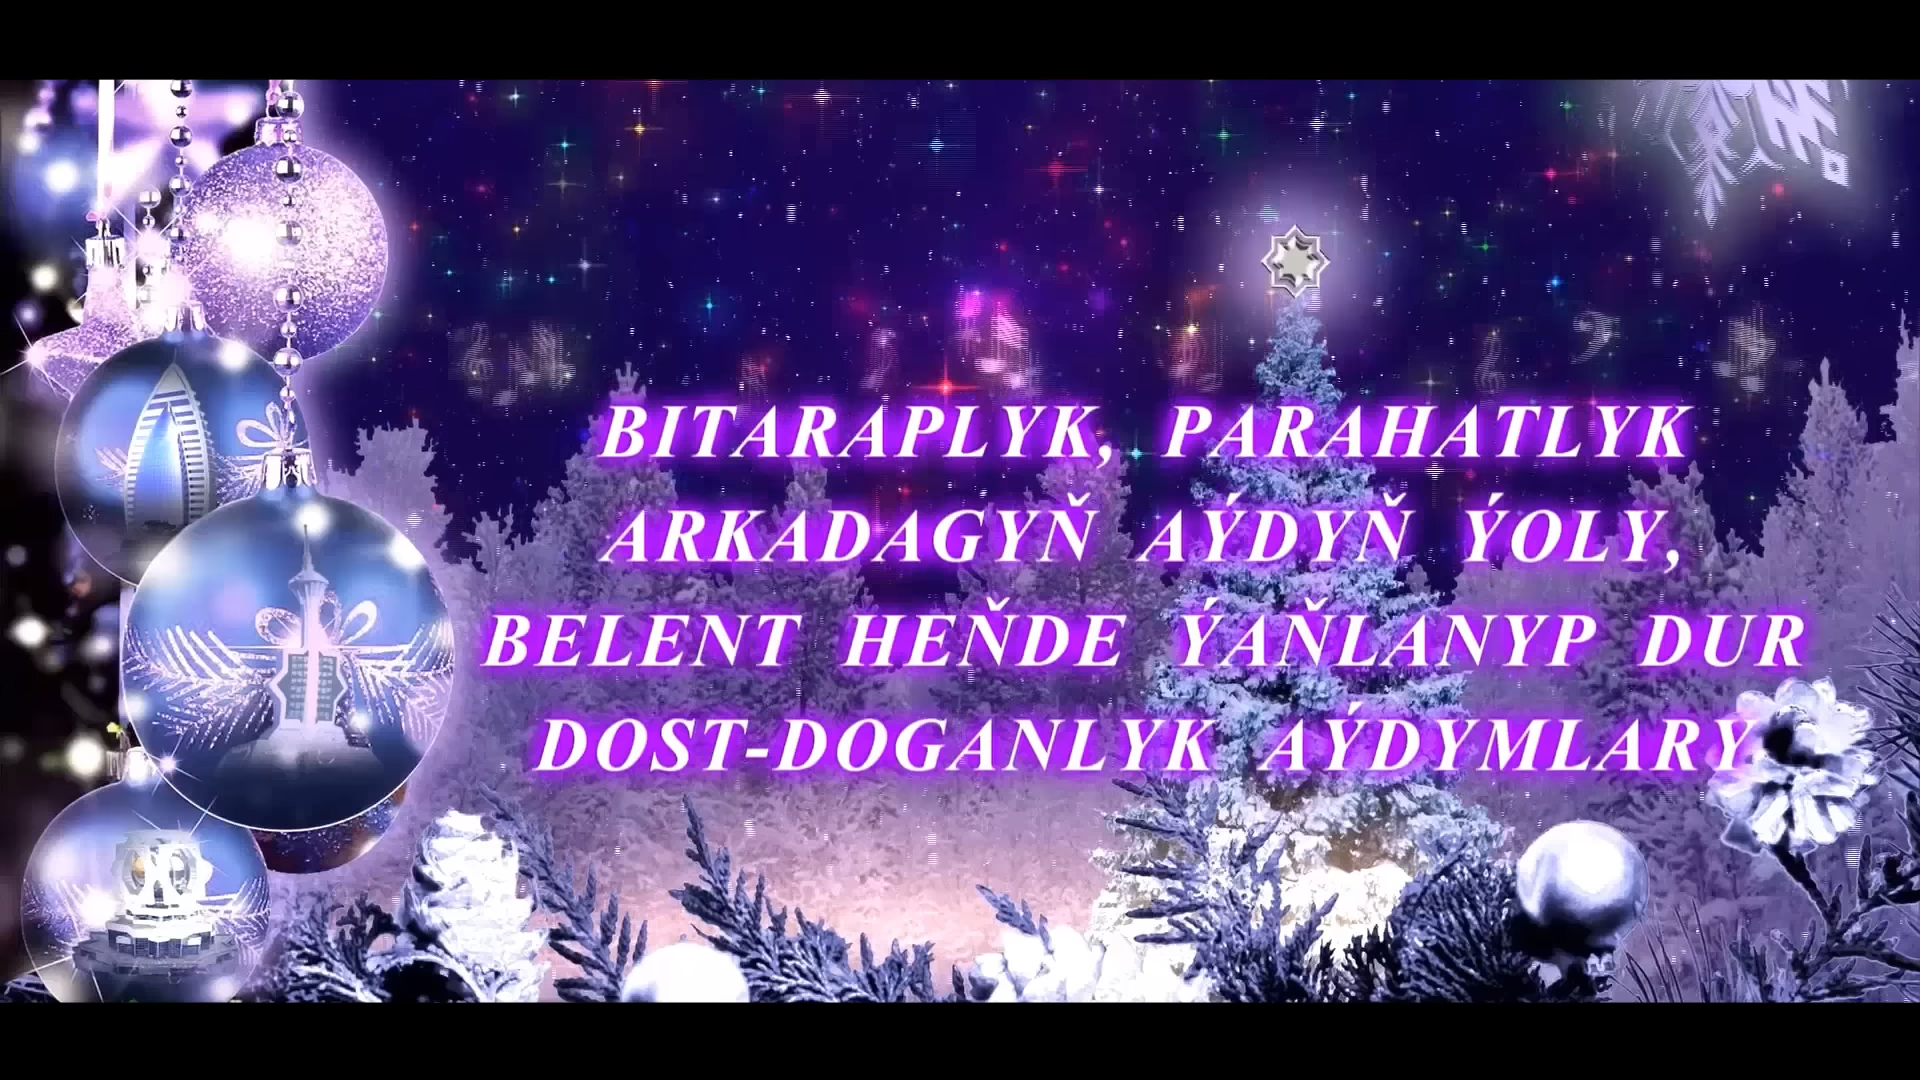 BITARAPLYK, PARAHATLYK
ARKADAGYŇ AÝDYŇ ÝOLY,
BELENT HEŇDE ÝAŇLANYP DUR
DOST-DOGANLYK AÝDYMLARY.